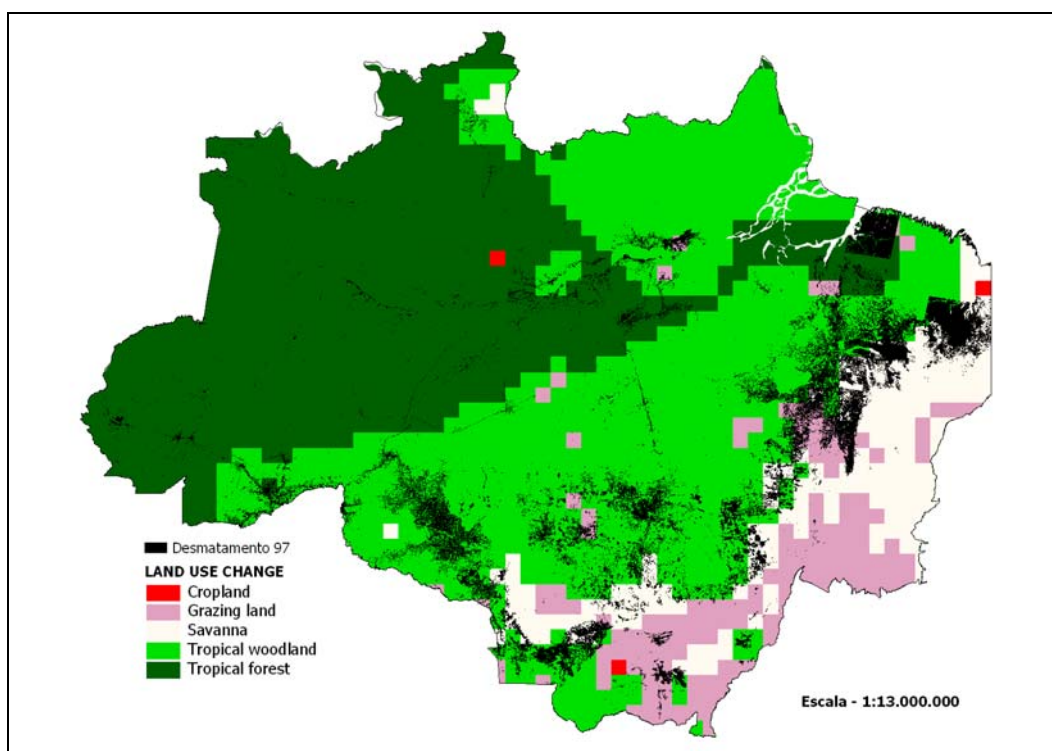 Desmatamento 97
LAND USE CHANGE
Cropland
Grazing land
Savanna
Tropical woodland
Tropical forest
Escala - 1:13.000.000